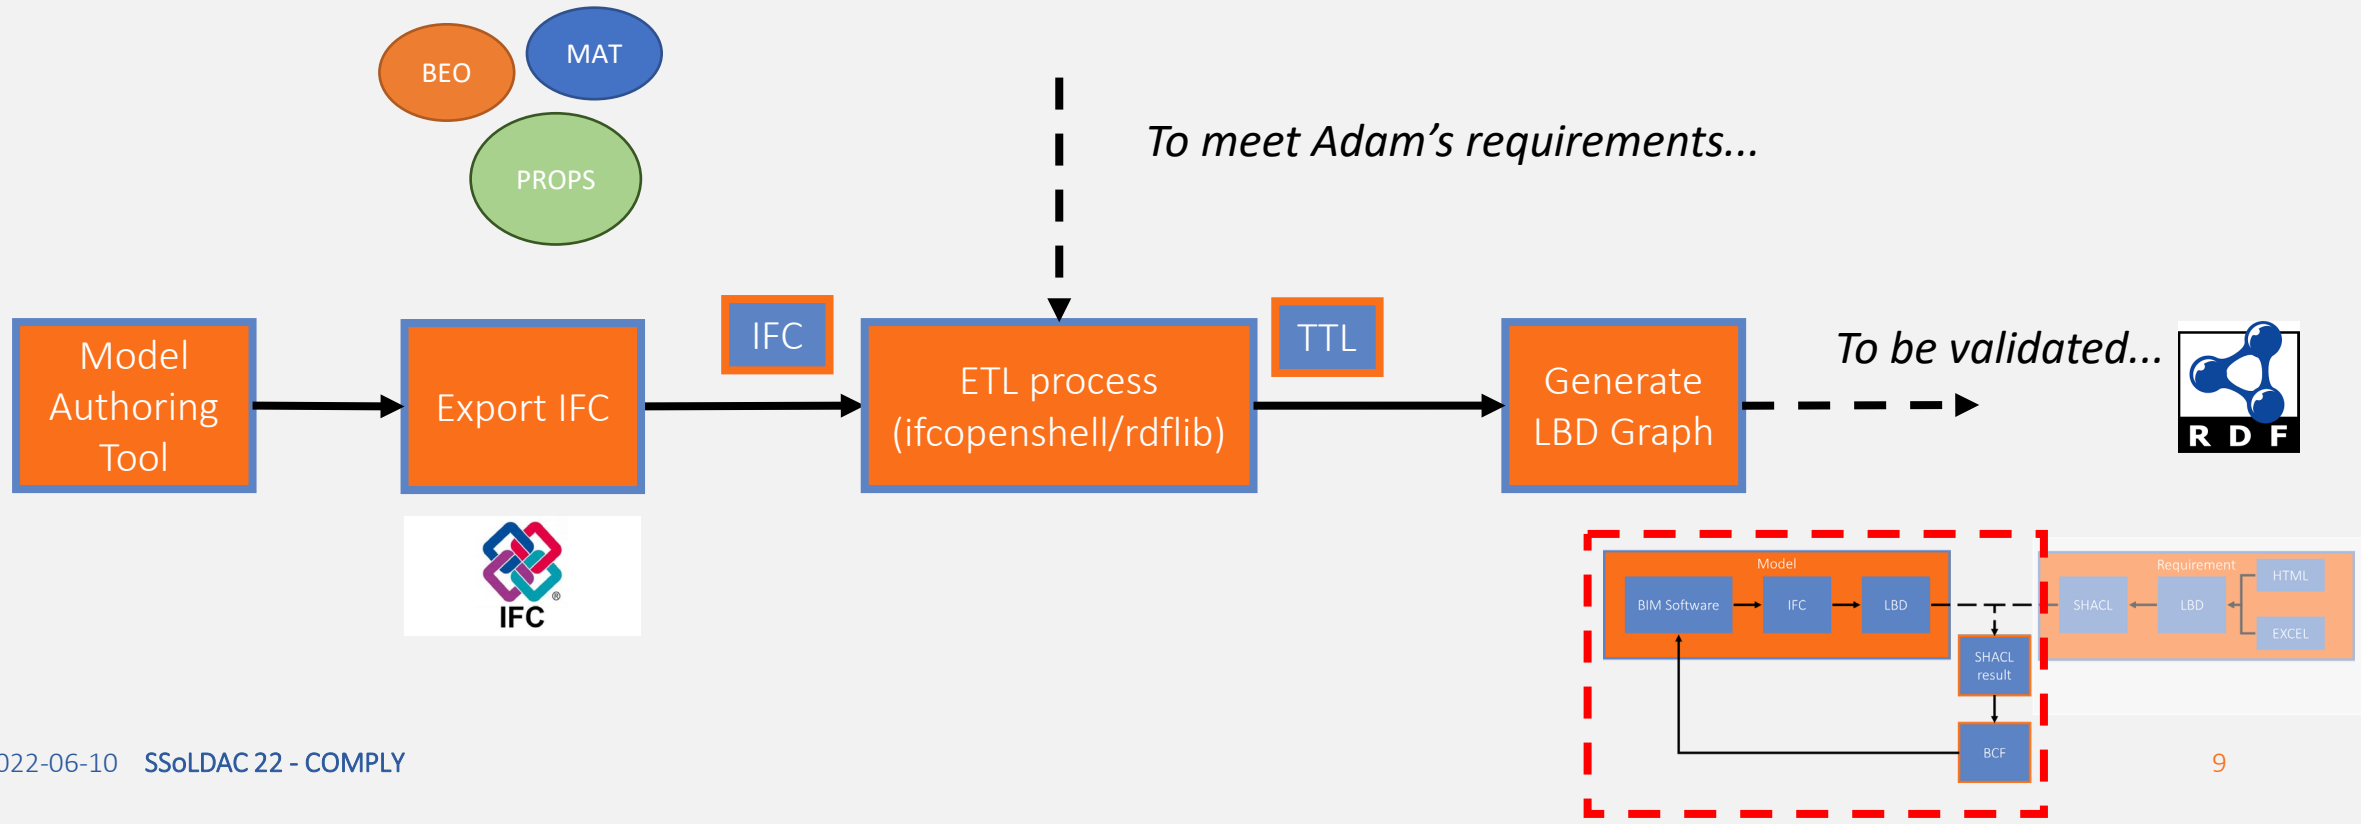 BEO
MAT
PROPS
To meet Adam’s requirements...
Model
Authoring
Tool
Export IFC
IFC
ETL process
(ifcopenshell/rdflib)
TTL
Generate
LBD Graph
To be validated...
R D F
IFC
®
Model
BIM Software
IFC
LBD
SHACL
result
BCF
Requirement
SHACL
LBD
HTML
EXCEL
022-06-10 SSoLDAC 22 - COMPLY
9